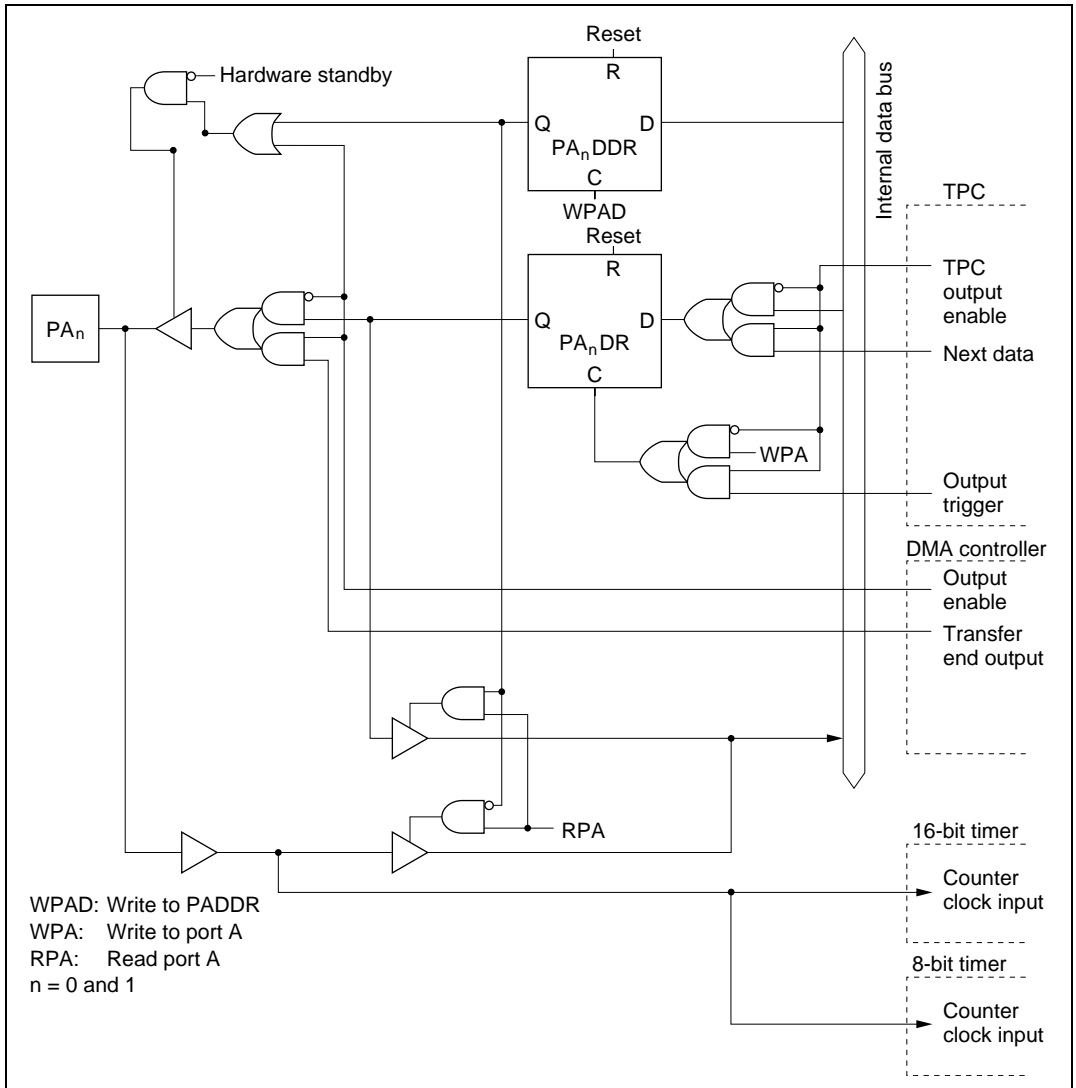 Reset
R
Hardware standby
Q
D
PAnDDR
C
WPAD
Internal data bus
TPC
Reset
R
TPC
output
enable
PAn
Q
D
PAnDR
C
Next data
WPA
Output
trigger
DMA controller
Output
enable
Transfer
end output
RPA
16-bit timer
Counter
clock input
WPAD: Write to PADDR
WPA: Write to port A
RPA: Read port A
n = 0 and 1
8-bit timer
Counter
clock input